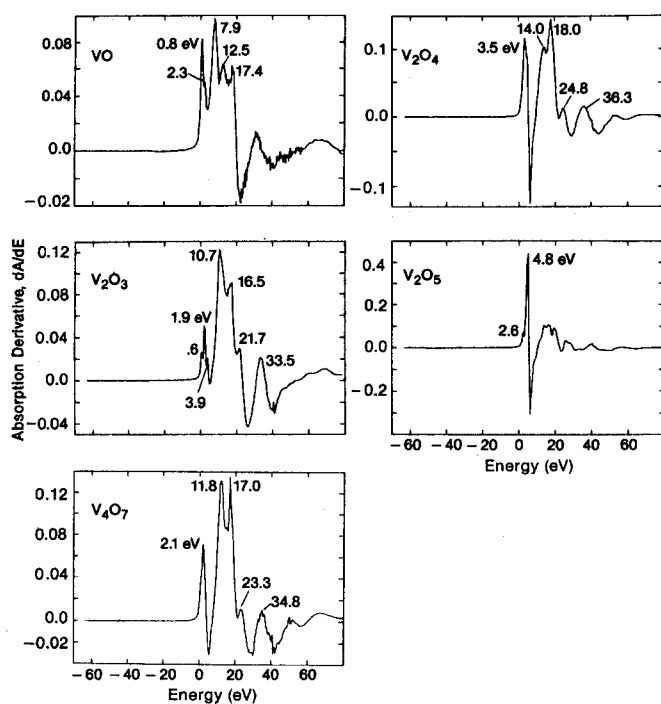 VO
0.08
0.04
0.0
−0.02
0.8 eV
2.3
7.9
12.5
17.4
V2O4
0.1
0.0
−0.1
3.5 eV
14.0
18.0
24.8
36.3
Absorption Derivative, dA/dE
V2O3
0.12
0.08
0.04
0.0
−0.04
10.7
16.5
1.9 eV
.6
3.9
21.7
33.5
V2O5
0.4
0.2
0.0
−0.2
2.6
4.8 eV
−60 −40 −20 0 20 40 60
Energy (eV)
V4O7
0.12
0.08
0.04
0.0
−0.02
2.1 eV
11.8
17.0
23.3
34.8
−60 −40 −20 0 20 40 60
Energy (eV)